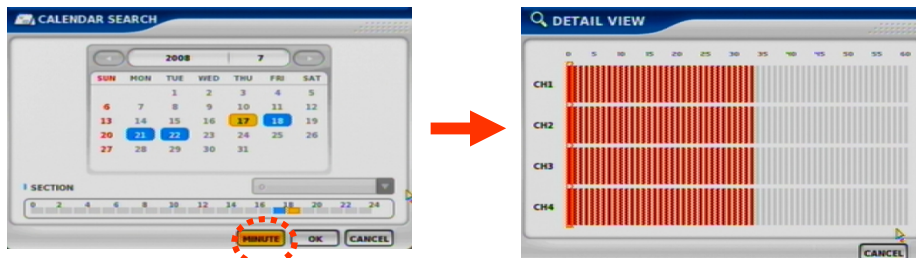 CALENDAR SEARCH
2008 7
SUN MON TUE WED THU FRI SAT
1 2 3 4 5
6 7 8 9 10 11 12
13 14 15 16 17 18 19
20 21 22 23 24 25 26
27 28 29 30 31
SECTION
0
0 2 4 6 8 10 12 14 16 18 20 22 24
MINUTE OK CANCEL
DETAIL VIEW
0 5 10 15 20 25 30 35 40 45 50 55 60
CH1
CH2
CH3
CH4
CANCEL